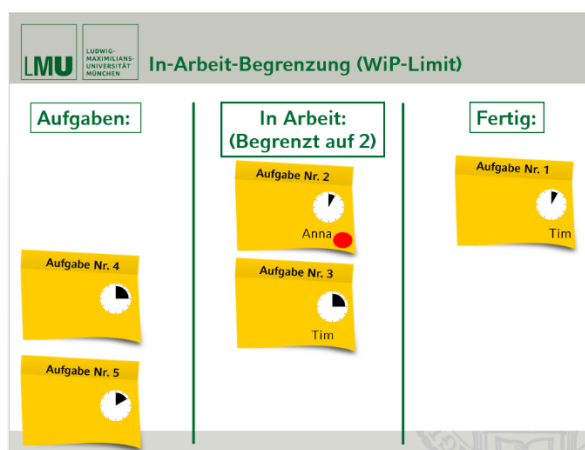 LMU
LUDWIG-
MAXIMILIANS-
UNIVERSITÄT
MÜNCHEN
In-Arbeit-Begrenzung (WiP-Limit)
Aufgaben:
Aufgabe Nr. 4
Aufgabe Nr. 5
In Arbeit:
(Begrenzt auf 2)
Aufgabe Nr. 2
Anna
Aufgabe Nr. 3
Tim
Fertig:
Aufgabe Nr. 1
Tim